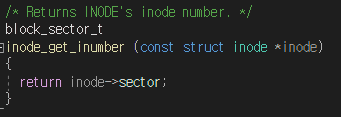 /* Returns INODE's inode number. */
block_sector_t
inode_get_inumber (const struct inode *inode)
{
  return inode->sector;
}